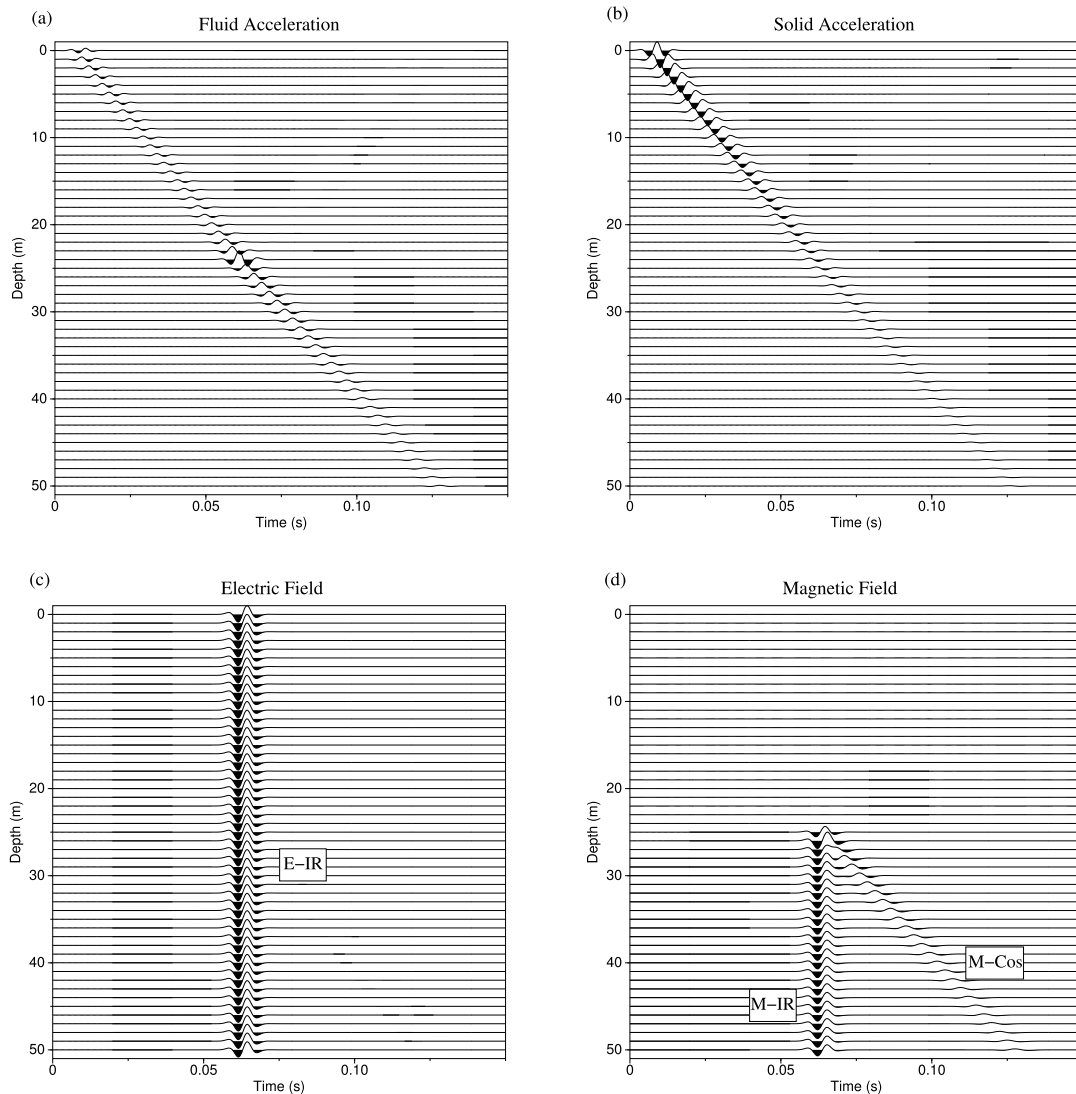 (a)
Fluid Acceleration
0
10
20
30
40
50
Depth (m)
0
0.05
0.10
Time (s)
(b)
Solid Acceleration
0
10
20
30
40
50
Depth (m)
0
0.05
0.10
Time (s)
(c)
Electric Field
0
10
20
30
40
50
Depth (m)
E−IR
0
0.05
0.10
Time (s)
(d)
Magnetic Field
0
10
20
30
40
50
Depth (m)
M−Cos
M−IR
0
0.05
0.10
Time (s)